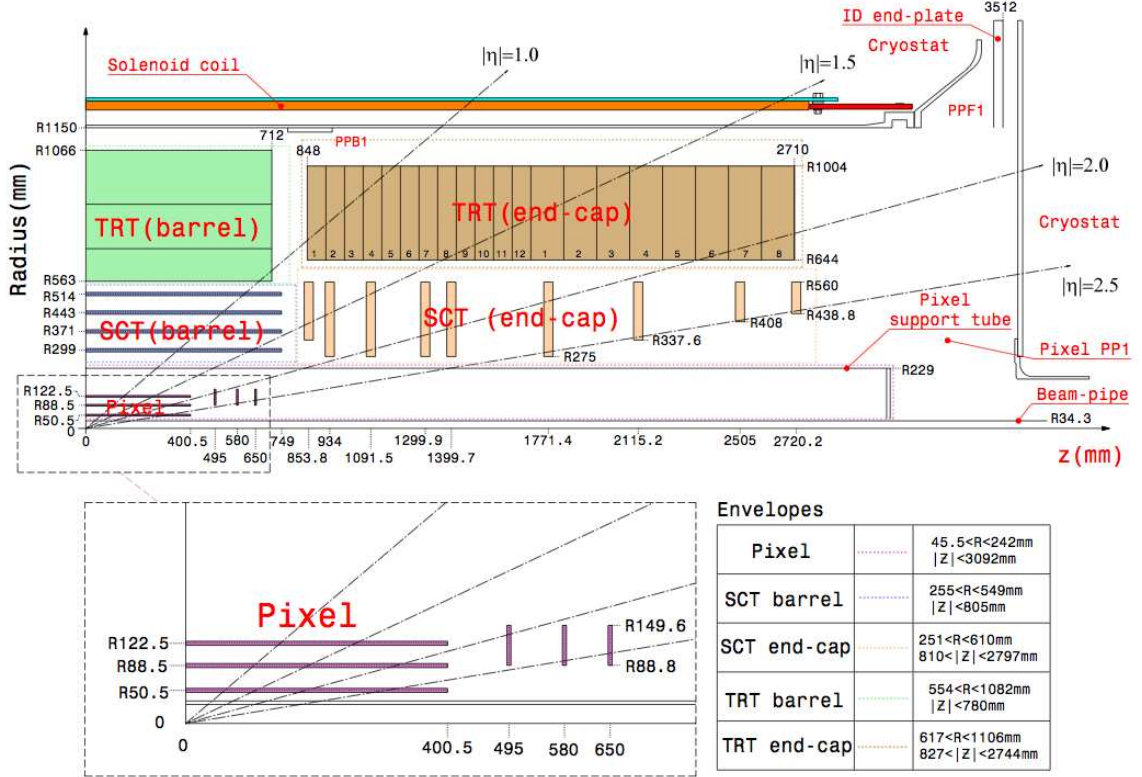 3512
ID end-plate
Cryostat
|η|=1.0
|η|=1.5
Solenoid coil
PPF1
R1150
712
PPB1
R1066
848
2710
R1004
|η|=2.0
TRT(barrel)
TRT(end-cap)
Cryostat
Radius(mm)
1 2 3 4 5 6 7 8 9 10 11 12 1 2 3 4 5 6 7 8
R644
R563
R560
|η|=2.5
R514
R443
R438.8
Pixel
support tube
SCT(barrel)
SCT (end-cap)
R408
R371
R337.6
R299
R275
Pixel PP1
R229
R122.5
R88.5
Pixel
R50.5
Beam-pipe
R34.3
0
0
400.5
580
749
934
1299.9
1771.4
2115.2
2505
2720.2
495
650
853.8
1091.5
1399.7
z(mm)
Pixel
R122.5
R88.5
R50.5
0
R149.6
R88.8
0
400.5
495
580
650
Envelopes
Pixel
45.5<R<242mm
|Z|<3092mm
SCT barrel
255<R<549mm
|Z|<805mm
SCT end-cap
251<R<610mm
810<|Z|<2797mm
TRT barrel
554<R<1082mm
|Z|<780mm
TRT end-cap
617<R<1106mm
827<|Z|<2744mm